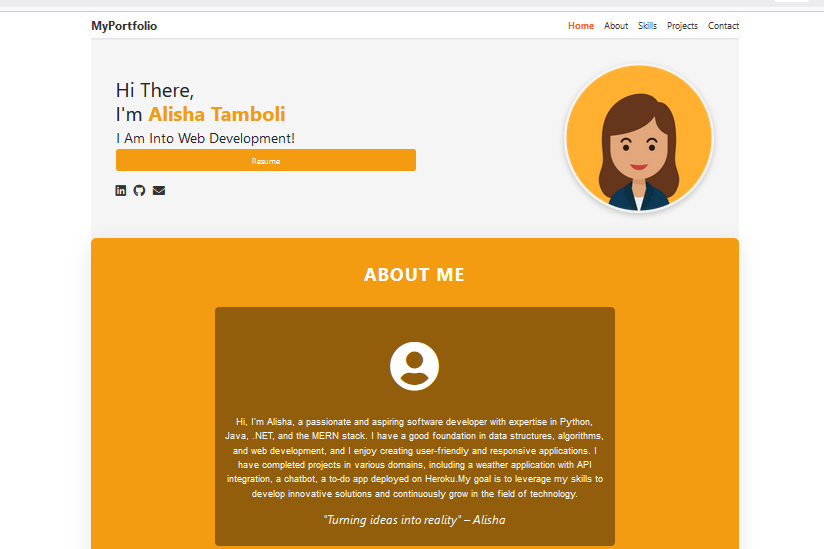 MyPortfolio
Home About Skills Projects Contact
Hi There,
I'm Alisha Tamboli
I Am Into Web Development!
Resume
ABOUT ME
Hi, I'm Alisha, a passionate and aspiring software developer with expertise in Python,
Java, .NET, and the MERN stack. I have a good foundation in data structures, algorithms,
and web development, and I enjoy creating user-friendly and responsive applications. I
have completed projects in various domains, including a weather application with API
integration, a chatbot, a to-do app deployed on Heroku.My goal is to leverage my skills to
develop innovative solutions and continuously grow in the field of technology.
"Turning ideas into reality" – Alisha